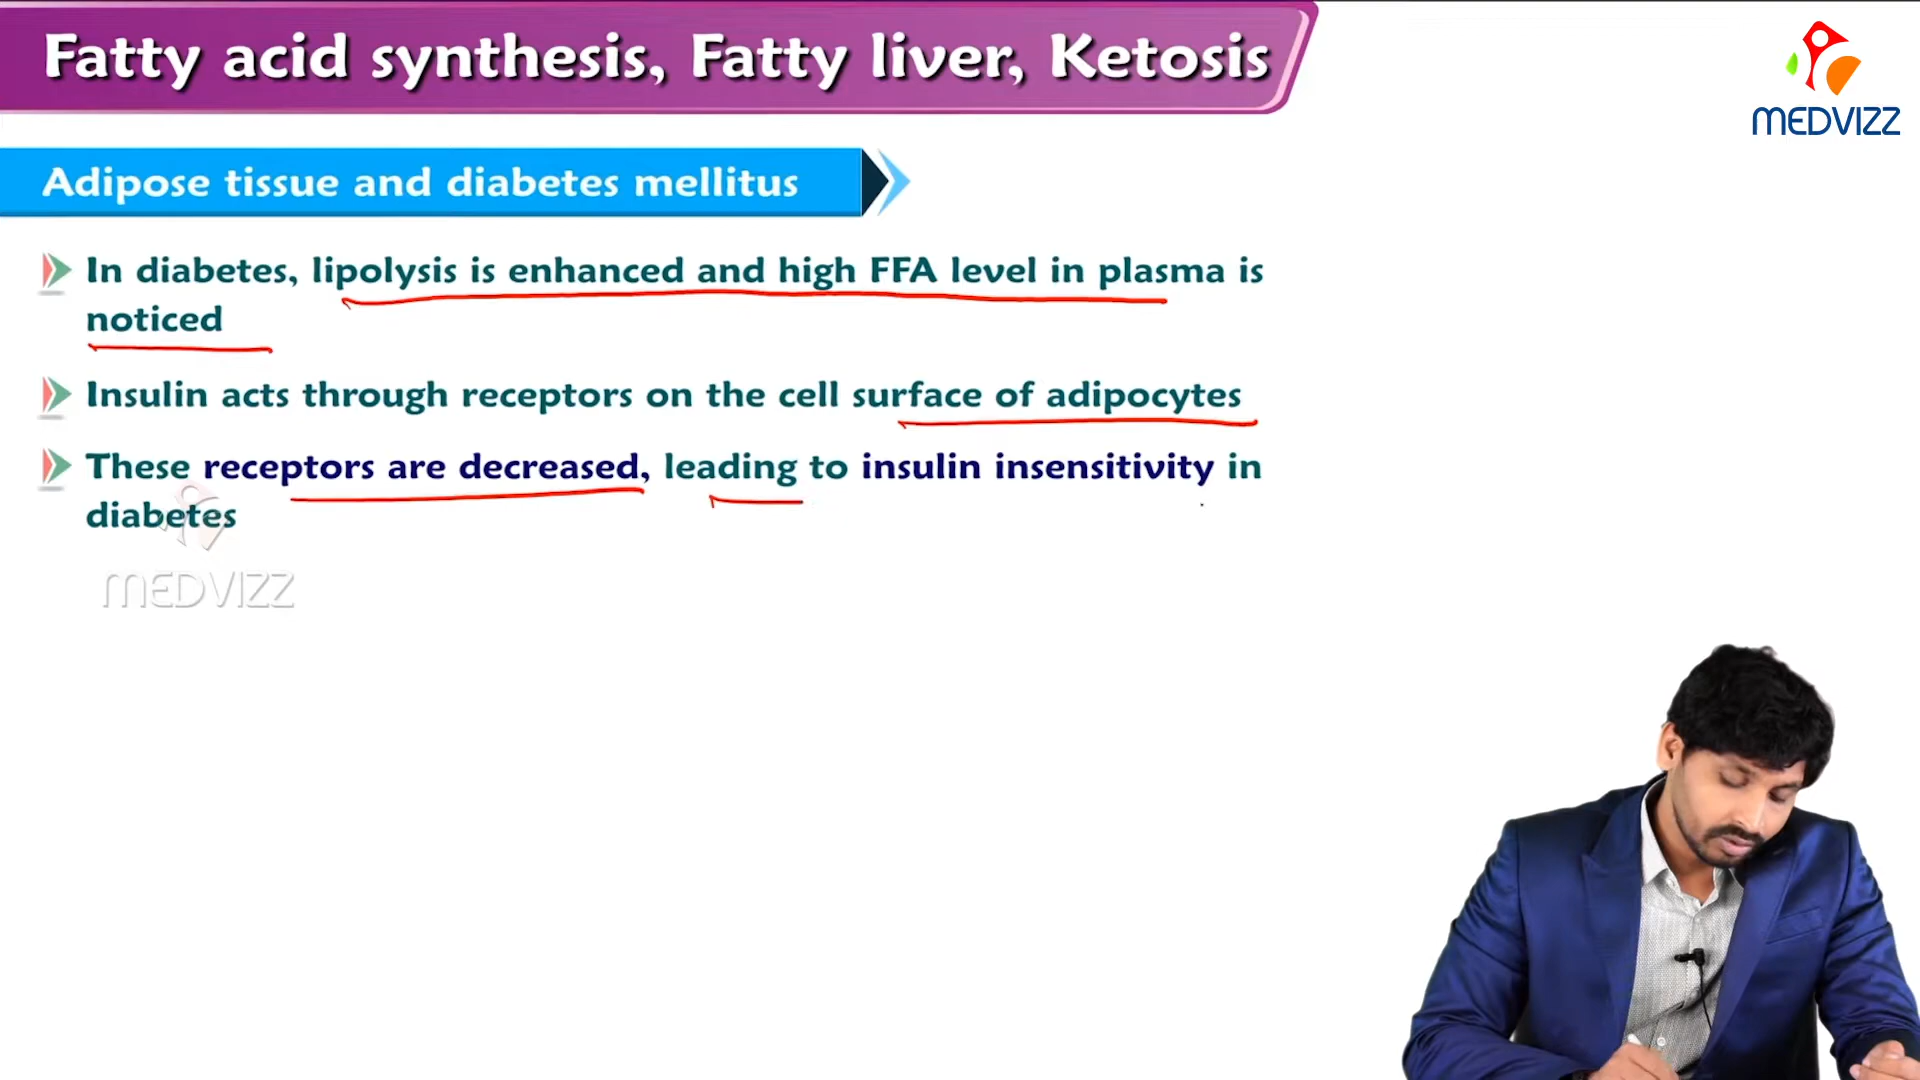 Fatty acid synthesis, Fatty liver, Ketosis
MEDVIZZ
Adipose tissue and diabetes mellitus
In diabetes, lipolysis is enhanced and high FFA level in plasma is
noticed
Insulin acts through receptors on the cell surface of adipocytes
These receptors are decreased, leading to insulin insensitivity in
diabetes
MEDVIZZ